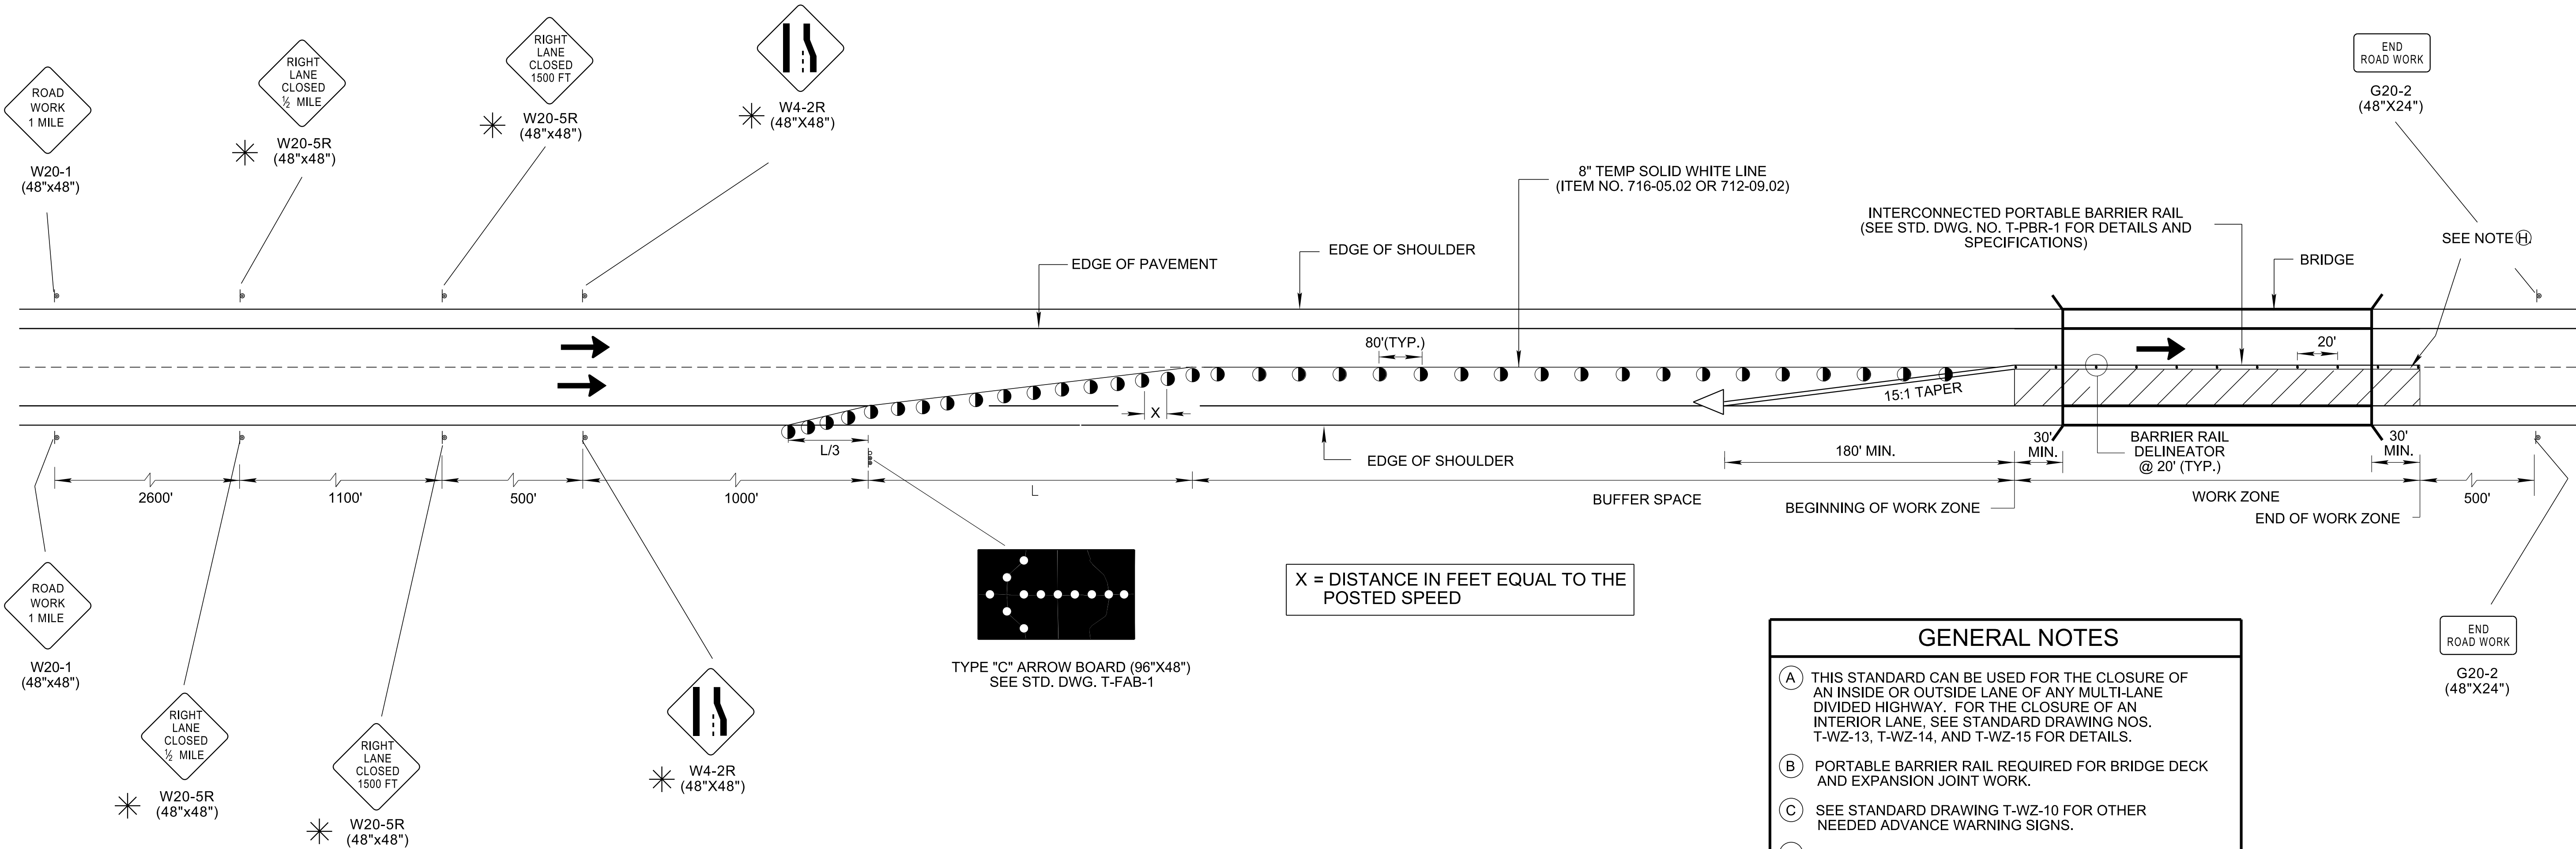 ROAD
WORK
1 MILE
W20-1
(48"x48")
RIGHT
LANE
CLOSED
½ MILE
W20-5R
(48"x48")
RIGHT
LANE
CLOSED
1500 FT
W20-5R
(48"x48")
W4-2R
(48"X48")
END
ROAD WORK
G20-2
(48"X24")
8" TEMP SOLID WHITE LINE
(ITEM NO. 716-05.02 OR 712-09.02)
INTERCONNECTED PORTABLE BARRIER RAIL
(SEE STD. DWG. NO. T-PBR-1 FOR DETAILS AND
SPECIFICATIONS)
SEE NOTE H.
EDGE OF PAVEMENT
EDGE OF SHOULDER
BRIDGE
80'(TYP.)
20'
X
15:1 TAPER
L/3
EDGE OF SHOULDER
180' MIN.
30'
MIN.
BARRIER RAIL
DELINEATOR
@ 20' (TYP.)
30'
MIN.
2600'
1100'
500'
1000'
L
BUFFER SPACE
BEGINNING OF WORK ZONE
WORK ZONE
END OF WORK ZONE
500'
ROAD
WORK
1 MILE
W20-1
(48"x48")
RIGHT
LANE
CLOSED
½ MILE
W20-5R
(48"x48")
RIGHT
LANE
CLOSED
1500 FT
W20-5R
(48"x48")
W4-2R
(48"X48")
TYPE "C" ARROW BOARD (96"X48")
SEE STD. DWG. T-FAB-1
X = DISTANCE IN FEET EQUAL TO THE
POSTED SPEED
END
ROAD WORK
G20-2
(48"X24")
GENERAL NOTES
A THIS STANDARD CAN BE USED FOR THE CLOSURE OF
AN INSIDE OR OUTSIDE LANE OF ANY MULTI-LANE
DIVIDED HIGHWAY. FOR THE CLOSURE OF AN
INTERIOR LANE, SEE STANDARD DRAWING NOS.
T-WZ-13, T-WZ-14, AND T-WZ-15 FOR DETAILS.
B PORTABLE BARRIER RAIL REQUIRED FOR BRIDGE DECK
AND EXPANSION JOINT WORK.
C SEE STANDARD DRAWING T-WZ-10 FOR OTHER
NEEDED ADVANCE WARNING SIGNS.